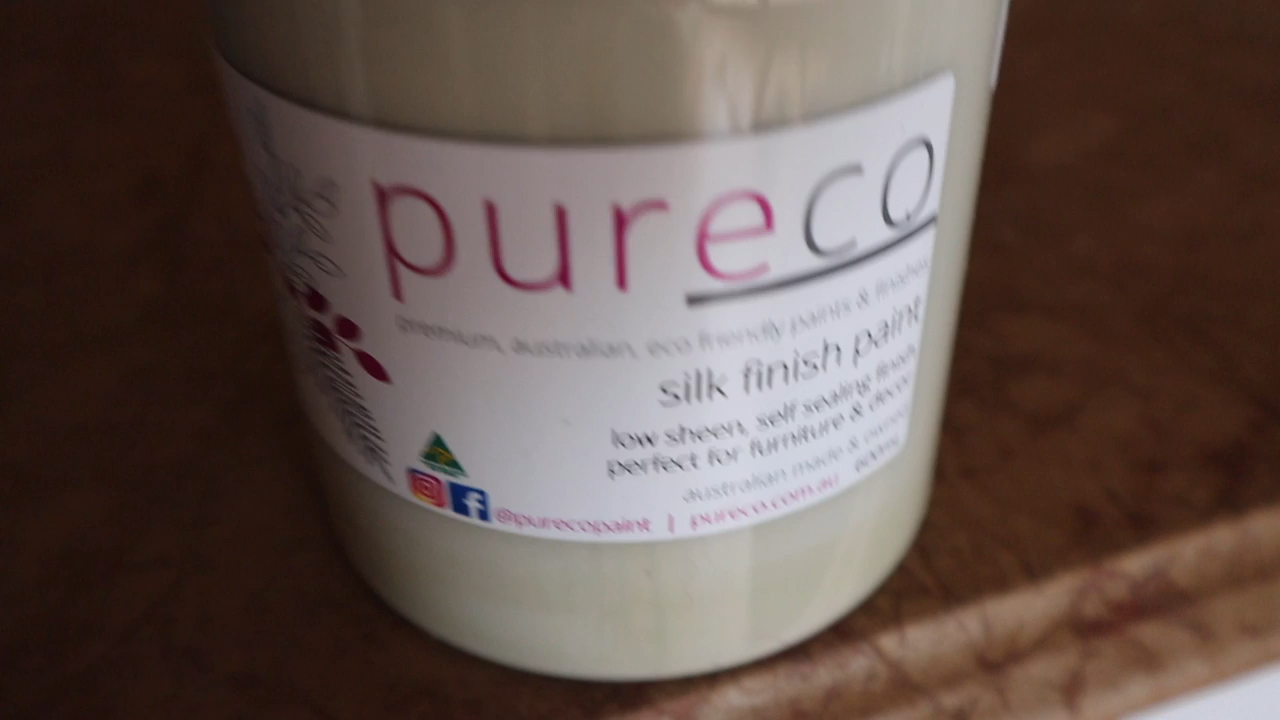 pureco
premium, australian, eco friendly paints & finishes
silk finish paint
low sheen, self sealing finish
perfect for furniture & decor
australian made & owned
@purecopaint | pureco.com.au